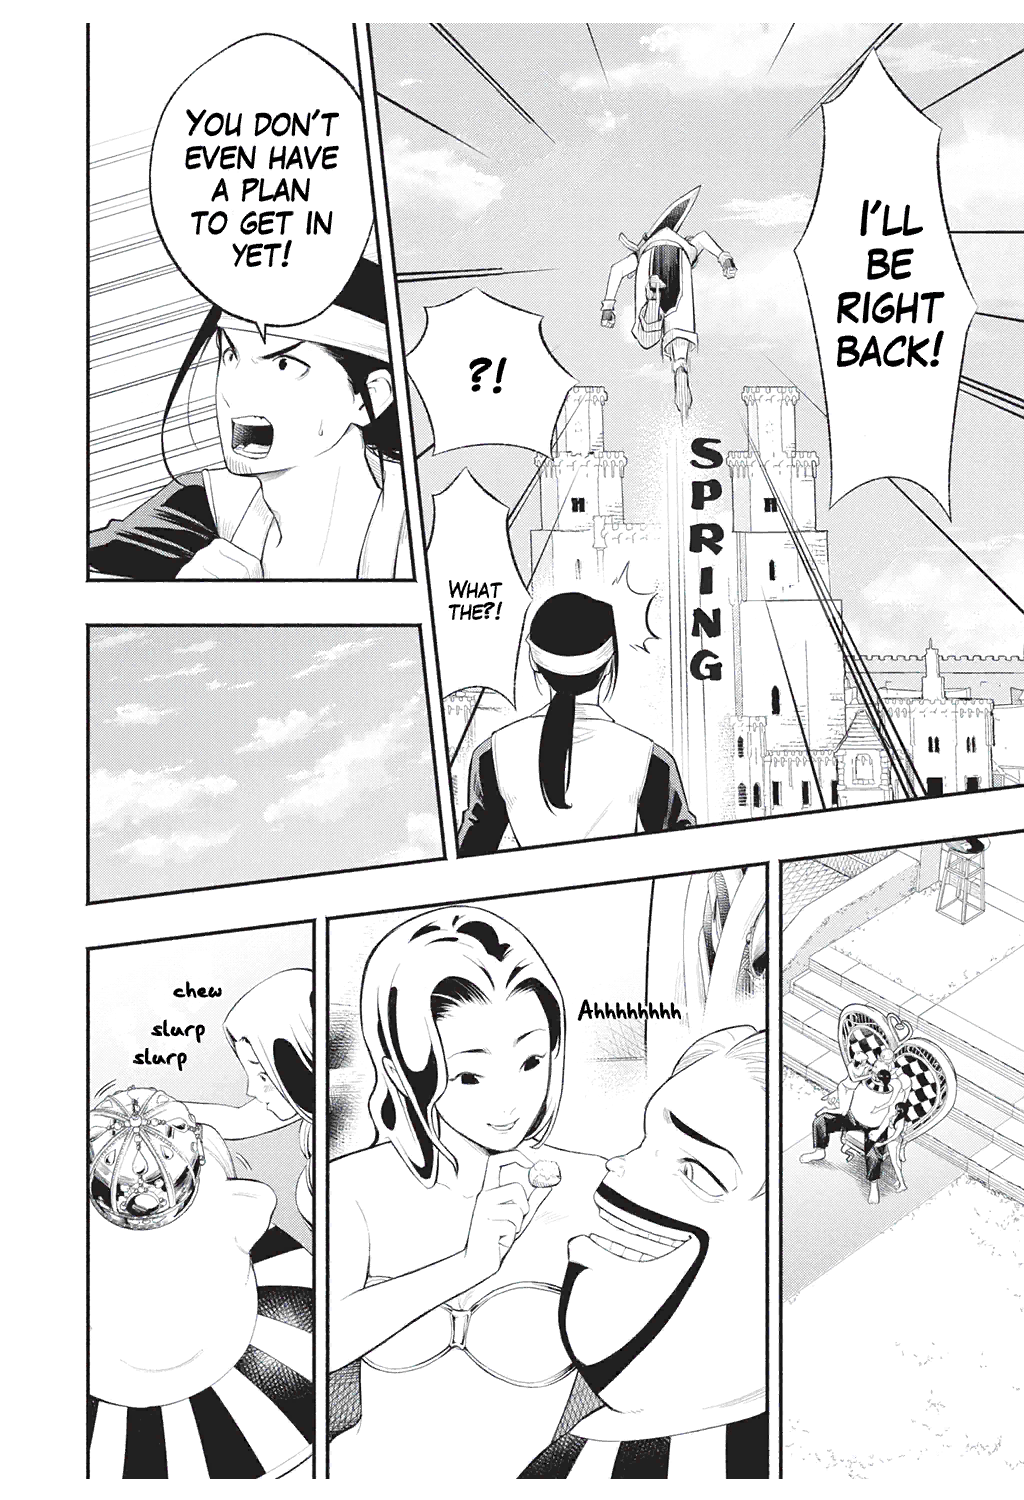 I'LL
BE
RIGHT
BACK!
SPRING
?!
WHAT
THE?!
YOU DON'T
EVEN HAVE
A PLAN
TO GET IN
YET!
Ahhhhhhhh
chew
slurp
slurp